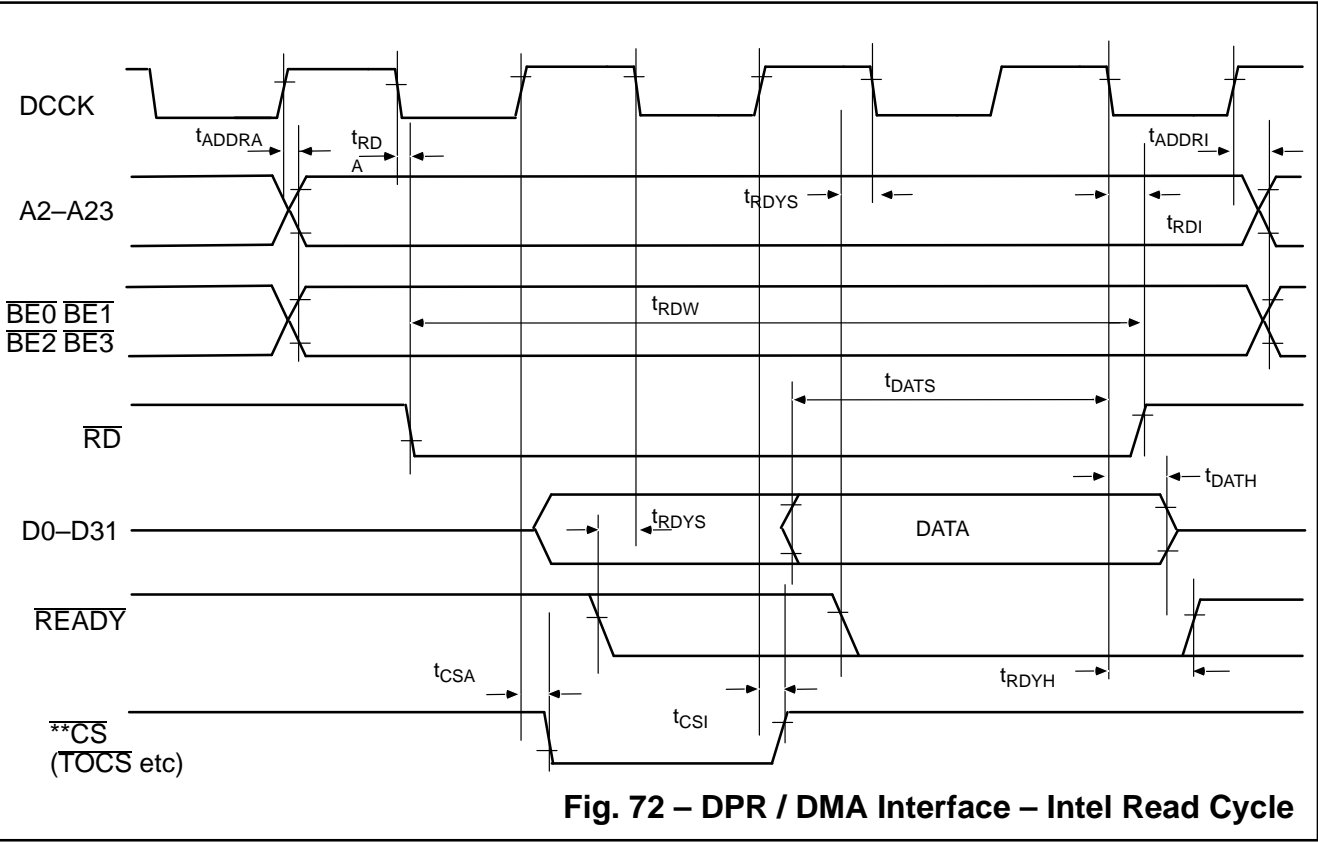 DCCK
tADDRA
tRD
A
tADDRI
A2–A23
tRDYS
tRDI
BE0 BE1
BE2 BE3
tRDW
tDATS
RD
tDATH
D0–D31
tRDYS
DATA
READY
tCSA
tRDYH
tCSI
**CS
(TOCS etc)
Fig. 72 – DPR / DMA Interface – Intel Read Cycle